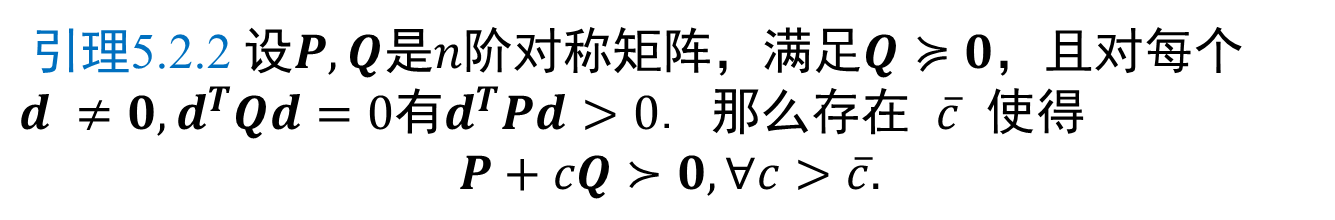 引理5.2.2 设P, Q是n阶对称矩阵，满足Q ≽ 0，且对每个
d ≠ 0, dᵀQd = 0有dᵀPd > 0. 那么存在 c̄ 使得
P + cQ ≻ 0, ∀c > c̄.